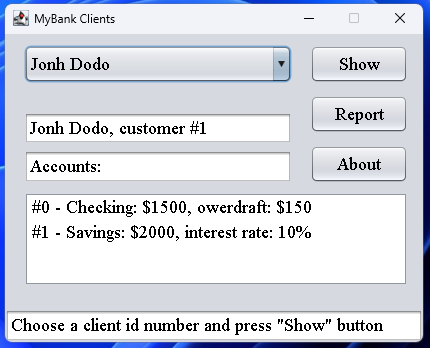 MyBank Clients
Jonh Dodo
Show
Report
Jonh Dodo, customer #1
Accounts:
About
#0 - Checking: $1500, owerdraft: $150
#1 - Savings: $2000, interest rate: 10%
Choose a client id number and press "Show" button